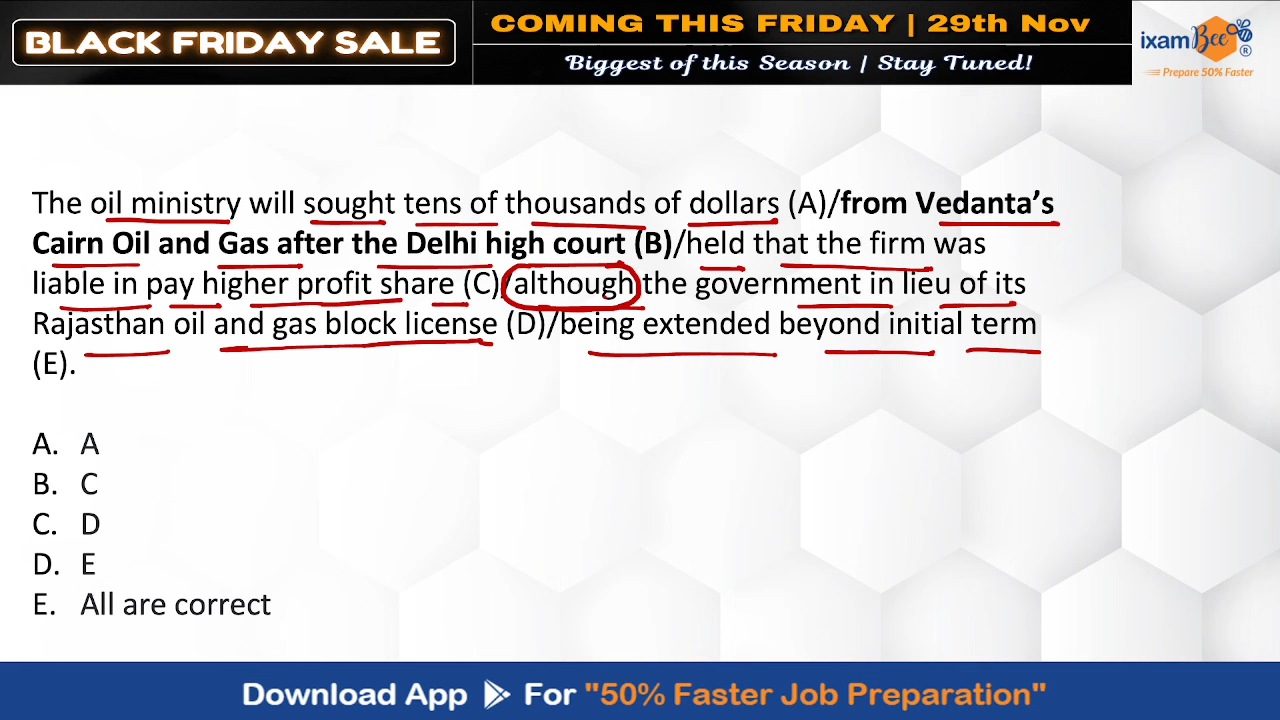 BLACK FRIDAY SALE
COMING THIS FRIDAY | 29th Nov
Biggest of this Season | Stay Tuned!
ixamBee®
Prepare 50% Faster
The oil ministry will sought tens of thousands of dollars (A)/from Vedanta’s
Cairn Oil and Gas after the Delhi high court (B)/held that the firm was
liable in pay higher profit share (C)/although the government in lieu of its
Rajasthan oil and gas block license (D)/being extended beyond initial term
(E).
A. A
B. C
C. D
D. E
E. All are correct
Download App For "50% Faster Job Preparation"